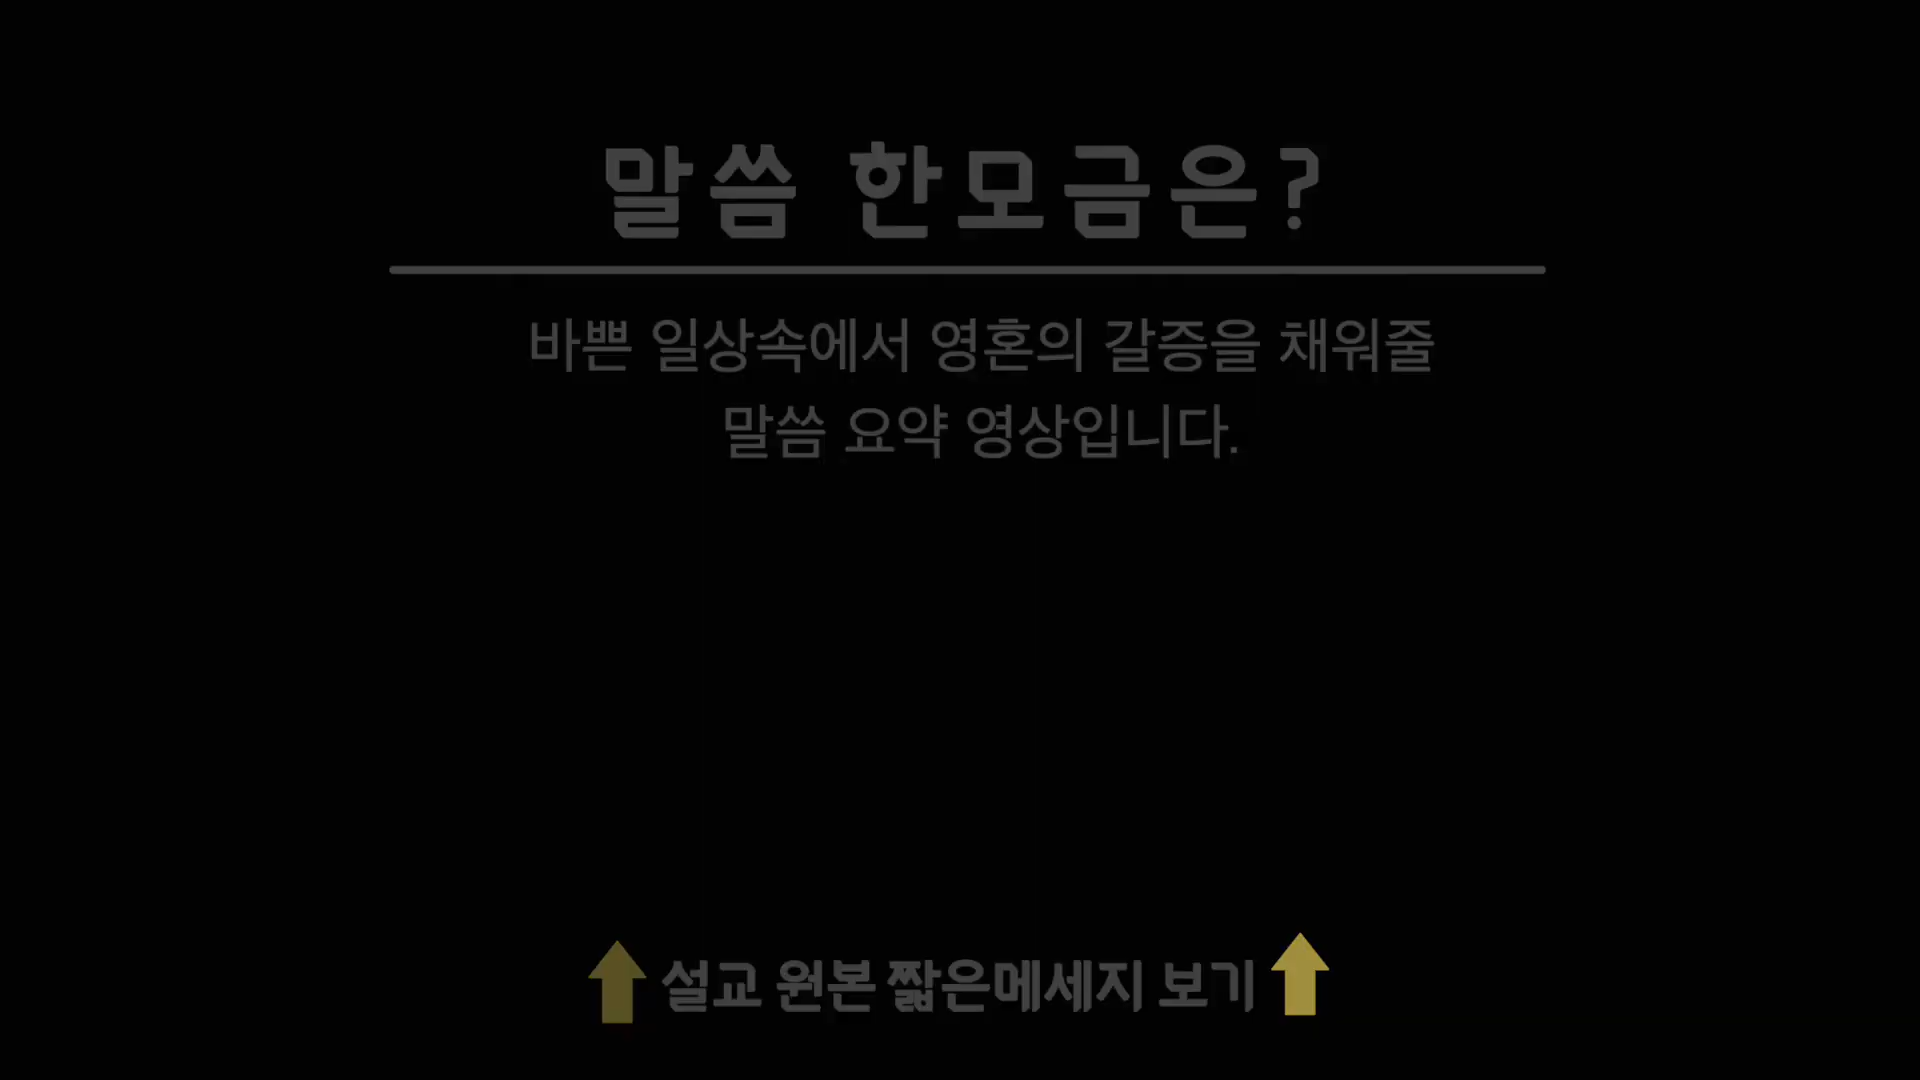 말씀 한모금은?
바쁜 일상속에서 영혼의 갈증을 채워줄
말씀 요약 영상입니다.
설교 원본 짧은메세지 보기